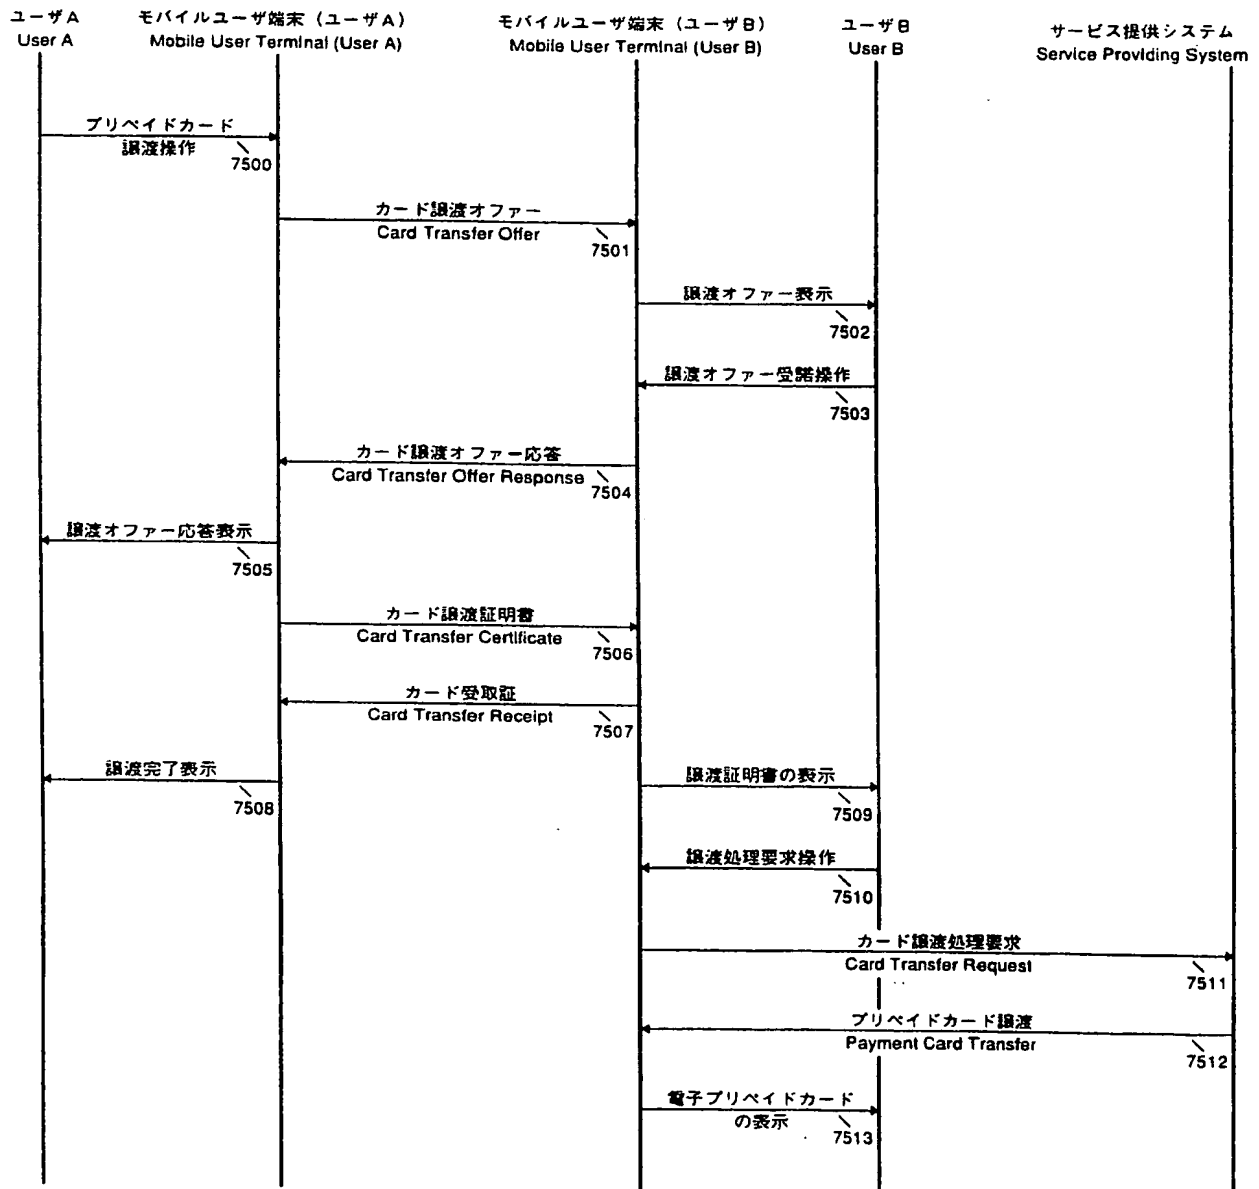 ユーザA
User A
モバイルユーザ端末（ユーザA）
Mobile User Terminal (User A)
モバイルユーザ端末（ユーザB）
Mobile User Terminal (User B)
ユーザB
User B
サービス提供システム
Service Providing System
プリペイドカード
譲渡操作
7500
カード譲渡オファー
Card Transfer Offer
7501
譲渡オファー表示
7502
譲渡オファー受諾操作
7503
カード譲渡オファー応答
Card Transfer Offer Response
7504
譲渡オファー応答表示
7505
カード譲渡証明書
Card Transfer Certificate
7506
カード受取証
Card Transfer Receipt
7507
譲渡完了表示
7508
譲渡証明書の表示
7509
譲渡処理要求操作
7510
カード譲渡処理要求
Card Transfer Request
7511
プリペイドカード譲渡
Payment Card Transfer
7512
電子プリペイドカード
の表示
7513